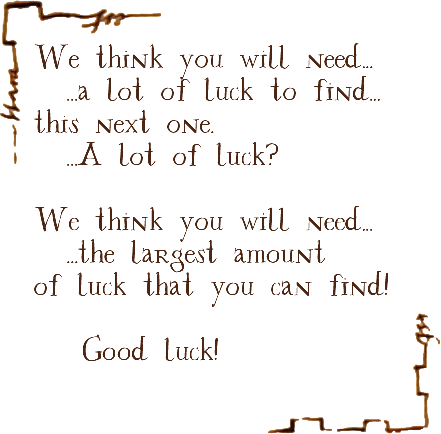 We think you will need...
...a lot of luck to find...
this next one.
...A lot of luck?
We think you will need...
...the largest amount
of luck that you can find!
Good luck!